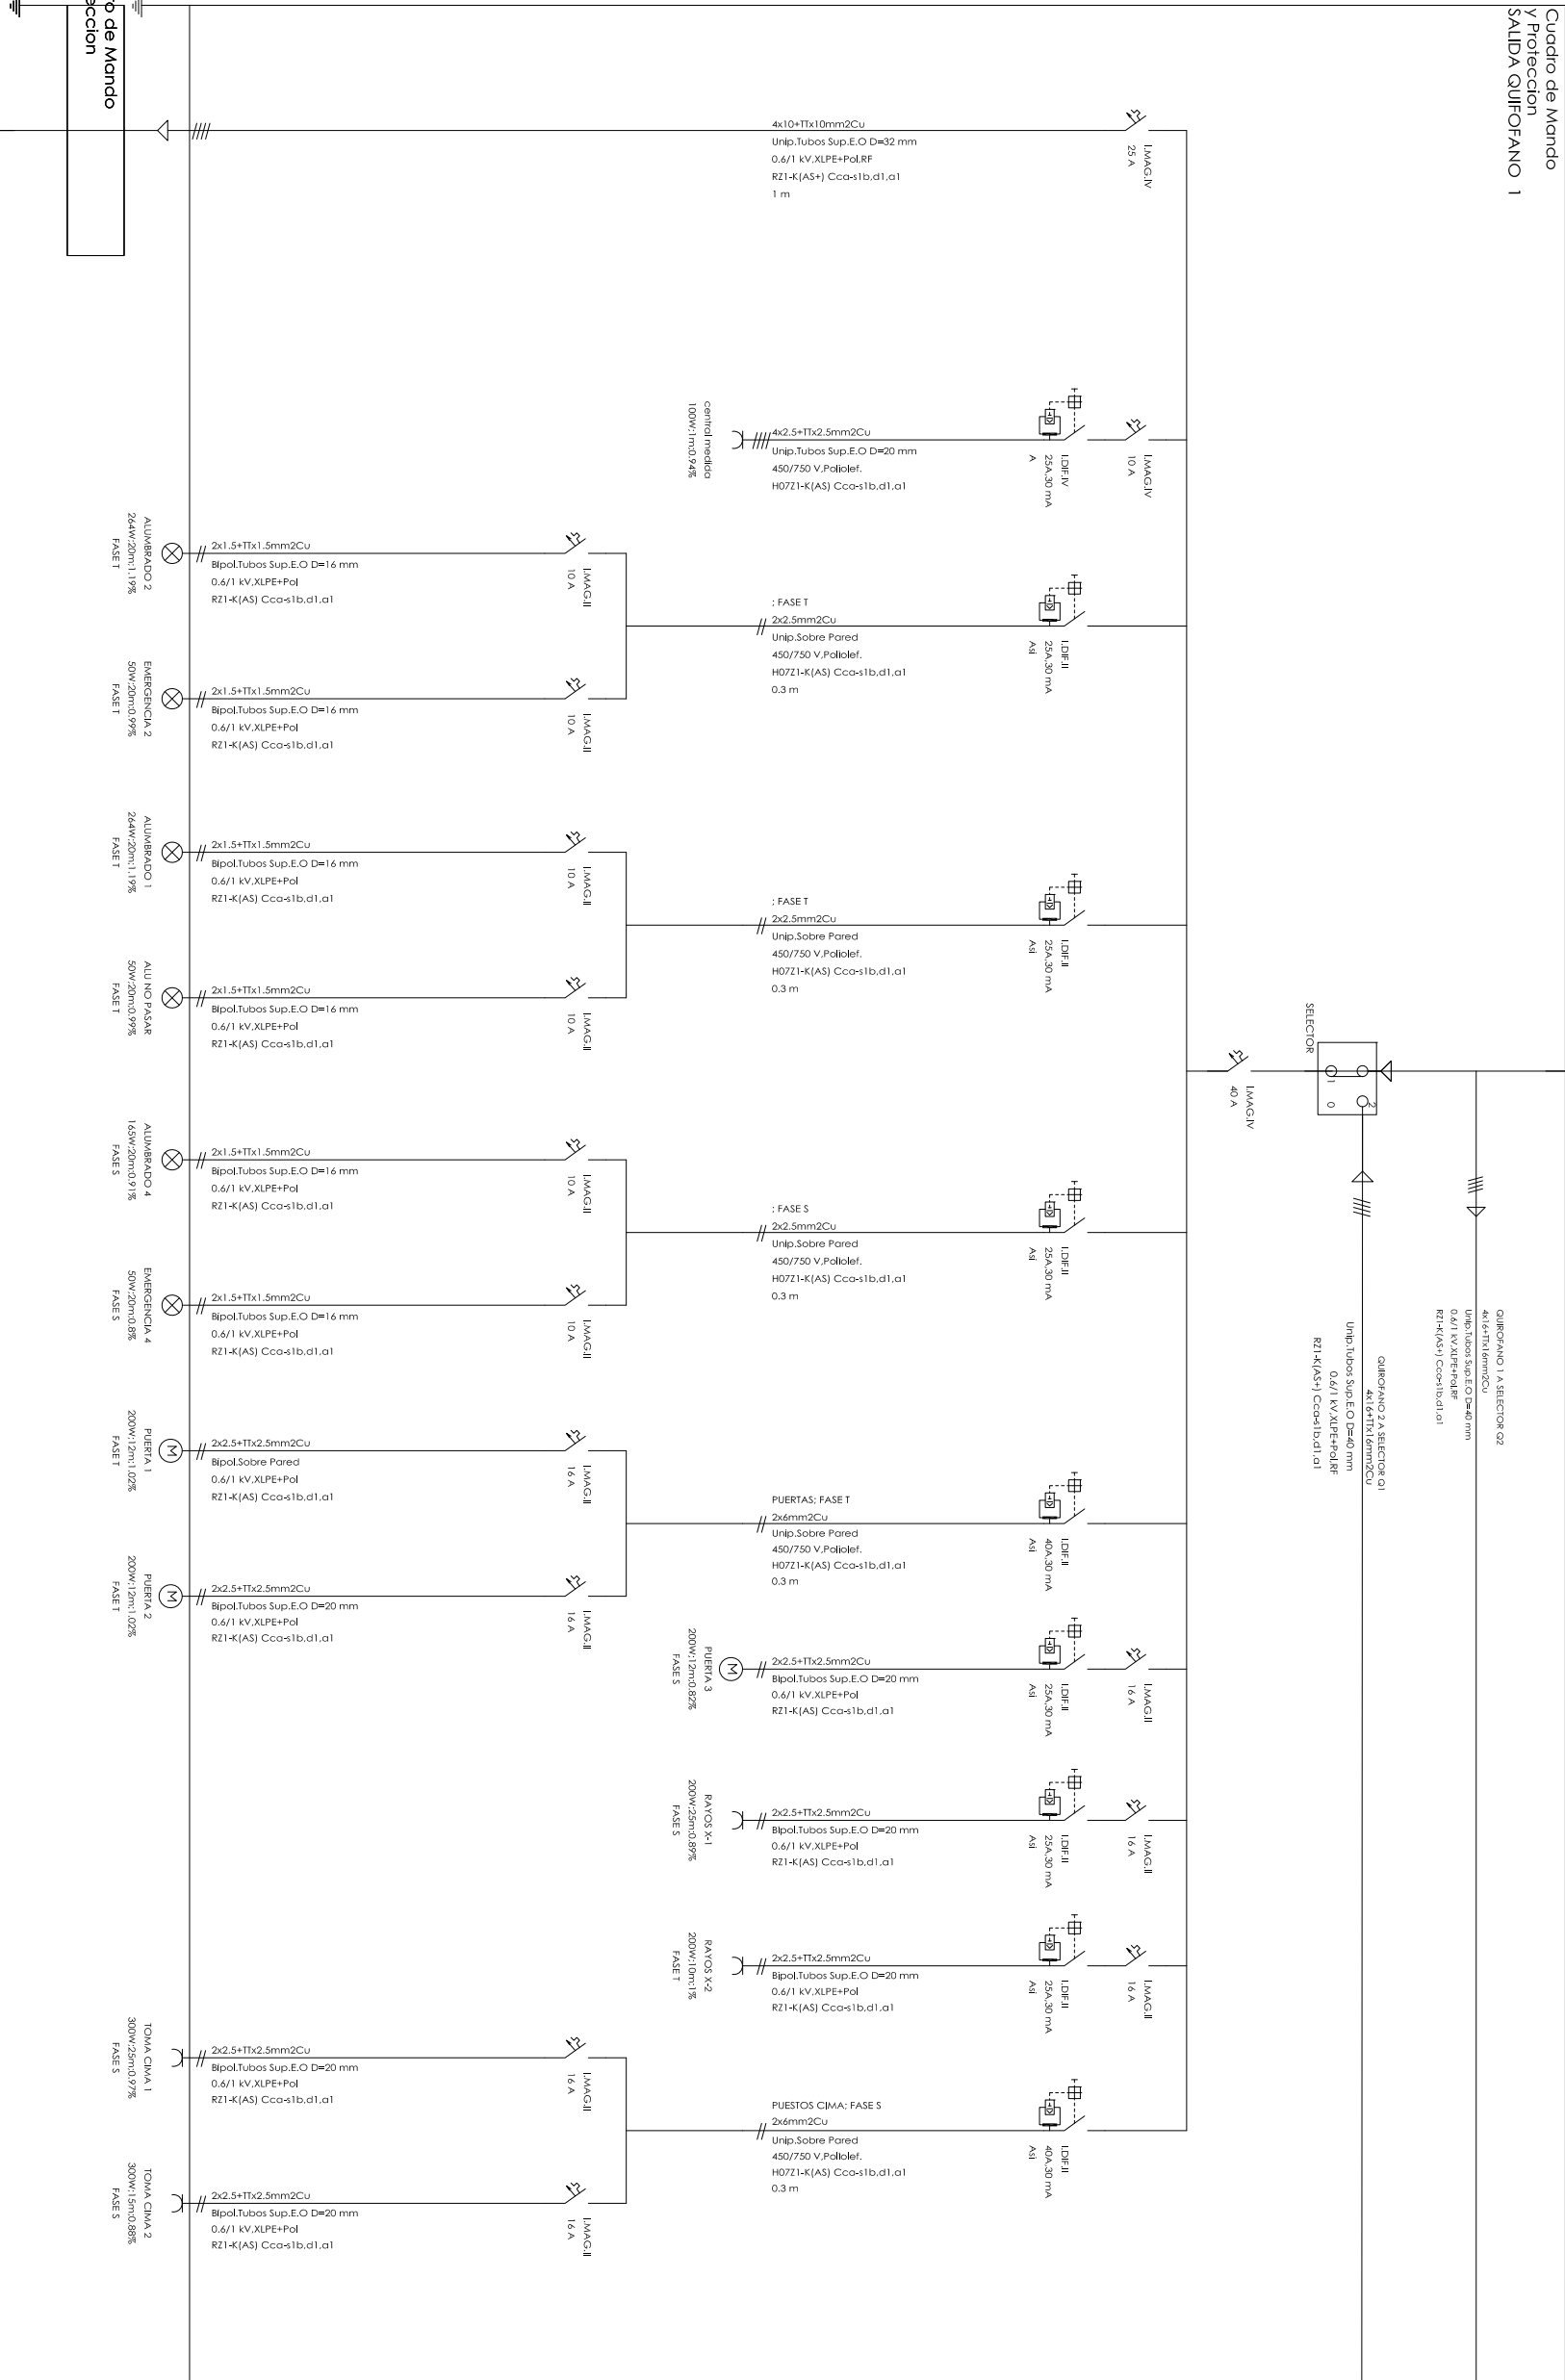 Cuadro de Mando
y Proteccion
SALIDA QUIFOFANO 1
o de Mando
eccion
4x10+TTx10mm2Cu
Unip.Tubos Sup.E.O D=32 mm
0.6/1 kV,XLPE+Pol,RF
RZ1-K(AS+) Cca-s1b,d1,a1
1 m
I.MAG.IV
25 A
central medida
100W;1m;0.94%
4x2.5+TTx2.5mm2Cu
Unip.Tubos Sup.E.O D=20 mm
450/750 V,Poliolef.
H07Z1-K(AS) Cca-s1b,d1,a1
I.DIF.IV
25A,30 mA
A
I.MAG.IV
10 A
ALUMBRADO 2
264W;20m;1.19%
FASE T
2x1.5+TTx1.5mm2Cu
Bipol.Tubos Sup.E.O D=16 mm
0.6/1 kV,XLPE+Pol
RZ1-K(AS) Cca-s1b,d1,a1
I.MAG.II
10 A
; FASE T
2x2.5mm2Cu
Unip.Sobre Pared
450/750 V,Poliolef.
H07Z1-K(AS) Cca-s1b,d1,a1
0.3 m
I.DIF.II
25A,30 mA
Asi
EMERGENCIA 2
50W;20m;0.99%
FASE T
2x1.5+TTx1.5mm2Cu
Bipol.Tubos Sup.E.O D=16 mm
0.6/1 kV,XLPE+Pol
RZ1-K(AS) Cca-s1b,d1,a1
I.MAG.II
10 A
ALUMBRADO 1
264W;20m;1.19%
FASE T
2x1.5+TTx1.5mm2Cu
Bipol.Tubos Sup.E.O D=16 mm
0.6/1 kV,XLPE+Pol
RZ1-K(AS) Cca-s1b,d1,a1
I.MAG.II
10 A
; FASE T
2x2.5mm2Cu
Unip.Sobre Pared
450/750 V,Poliolef.
H07Z1-K(AS) Cca-s1b,d1,a1
0.3 m
I.DIF.II
25A,30 mA
Asi
ALU NO PASAR
50W;20m;0.99%
FASE T
2x1.5+TTx1.5mm2Cu
Bipol.Tubos Sup.E.O D=16 mm
0.6/1 kV,XLPE+Pol
RZ1-K(AS) Cca-s1b,d1,a1
I.MAG.II
10 A
SELECTOR
1
0
2
I.MAG.IV
40 A
ALUMBRADO 4
165W;20m;0.91%
FASE S
2x1.5+TTx1.5mm2Cu
Bipol.Tubos Sup.E.O D=16 mm
0.6/1 kV,XLPE+Pol
RZ1-K(AS) Cca-s1b,d1,a1
I.MAG.II
10 A
; FASE S
2x2.5mm2Cu
Unip.Sobre Pared
450/750 V,Poliolef.
H07Z1-K(AS) Cca-s1b,d1,a1
0.3 m
I.DIF.II
25A,30 mA
Asi
EMERGENCIA 4
50W;20m;0.8%
FASE S
2x1.5+TTx1.5mm2Cu
Bipol.Tubos Sup.E.O D=16 mm
0.6/1 kV,XLPE+Pol
RZ1-K(AS) Cca-s1b,d1,a1
I.MAG.II
10 A
QUIROFANO 1 A SELECTOR Q2
4x16+TTx16mm2Cu
Unip.Tubos Sup.E.O D=40 mm
0.6/1 kV,XLPE+Pol,RF
RZ1-K(AS+) Cca-s1b,d1,a1
QUIROFANO 2 A SELECTOR Q1
4x16+TTx16mm2Cu
Unip.Tubos Sup.E.O D=40 mm
0.6/1 kV,XLPE+Pol,RF
RZ1-K(AS+) Cca-s1b,d1,a1
PUERTA 1
200W;12m;1.02%
FASE T
M
2x2.5+TTx2.5mm2Cu
Bipol.Sobre Pared
0.6/1 kV,XLPE+Pol
RZ1-K(AS) Cca-s1b,d1,a1
I.MAG.II
16 A
PUERTAS; FASE T
2x6mm2Cu
Unip.Sobre Pared
450/750 V,Poliolef.
H07Z1-K(AS) Cca-s1b,d1,a1
0.3 m
I.DIF.II
40A,30 mA
Asi
PUERTA 2
200W;12m;1.02%
FASE T
M
2x2.5+TTx2.5mm2Cu
Bipol.Tubos Sup.E.O D=20 mm
0.6/1 kV,XLPE+Pol
RZ1-K(AS) Cca-s1b,d1,a1
I.MAG.II
16 A
PUERTA 3
200W;12m;0.82%
FASE S
M
2x2.5+TTx2.5mm2Cu
Bipol.Tubos Sup.E.O D=20 mm
0.6/1 kV,XLPE+Pol
RZ1-K(AS) Cca-s1b,d1,a1
I.DIF.II
25A,30 mA
Asi
I.MAG.II
16 A
RAYOS X-1
200W;25m;0.89%
FASE S
2x2.5+TTx2.5mm2Cu
Bipol.Tubos Sup.E.O D=20 mm
0.6/1 kV,XLPE+Pol
RZ1-K(AS) Cca-s1b,d1,a1
I.DIF.II
25A,30 mA
Asi
I.MAG.II
16 A
RAYOS X-2
200W;10m;1%
FASE T
2x2.5+TTx2.5mm2Cu
Bipol.Tubos Sup.E.O D=20 mm
0.6/1 kV,XLPE+Pol
RZ1-K(AS) Cca-s1b,d1,a1
I.DIF.II
25A,30 mA
Asi
I.MAG.II
16 A
TOMA CIMA 1
300W;25m;0.97%
FASE S
2x2.5+TTx2.5mm2Cu
Bipol.Tubos Sup.E.O D=20 mm
0.6/1 kV,XLPE+Pol
RZ1-K(AS) Cca-s1b,d1,a1
I.MAG.II
16 A
PUESTOS CIMA; FASE S
2x6mm2Cu
Unip.Sobre Pared
450/750 V,Poliolef.
H07Z1-K(AS) Cca-s1b,d1,a1
0.3 m
I.DIF.II
40A,30 mA
Asi
TOMA CIMA 2
300W;15m;0.88%
FASE S
2x2.5+TTx2.5mm2Cu
Bipol.Tubos Sup.E.O D=20 mm
0.6/1 kV,XLPE+Pol
RZ1-K(AS) Cca-s1b,d1,a1
I.MAG.II
16 A